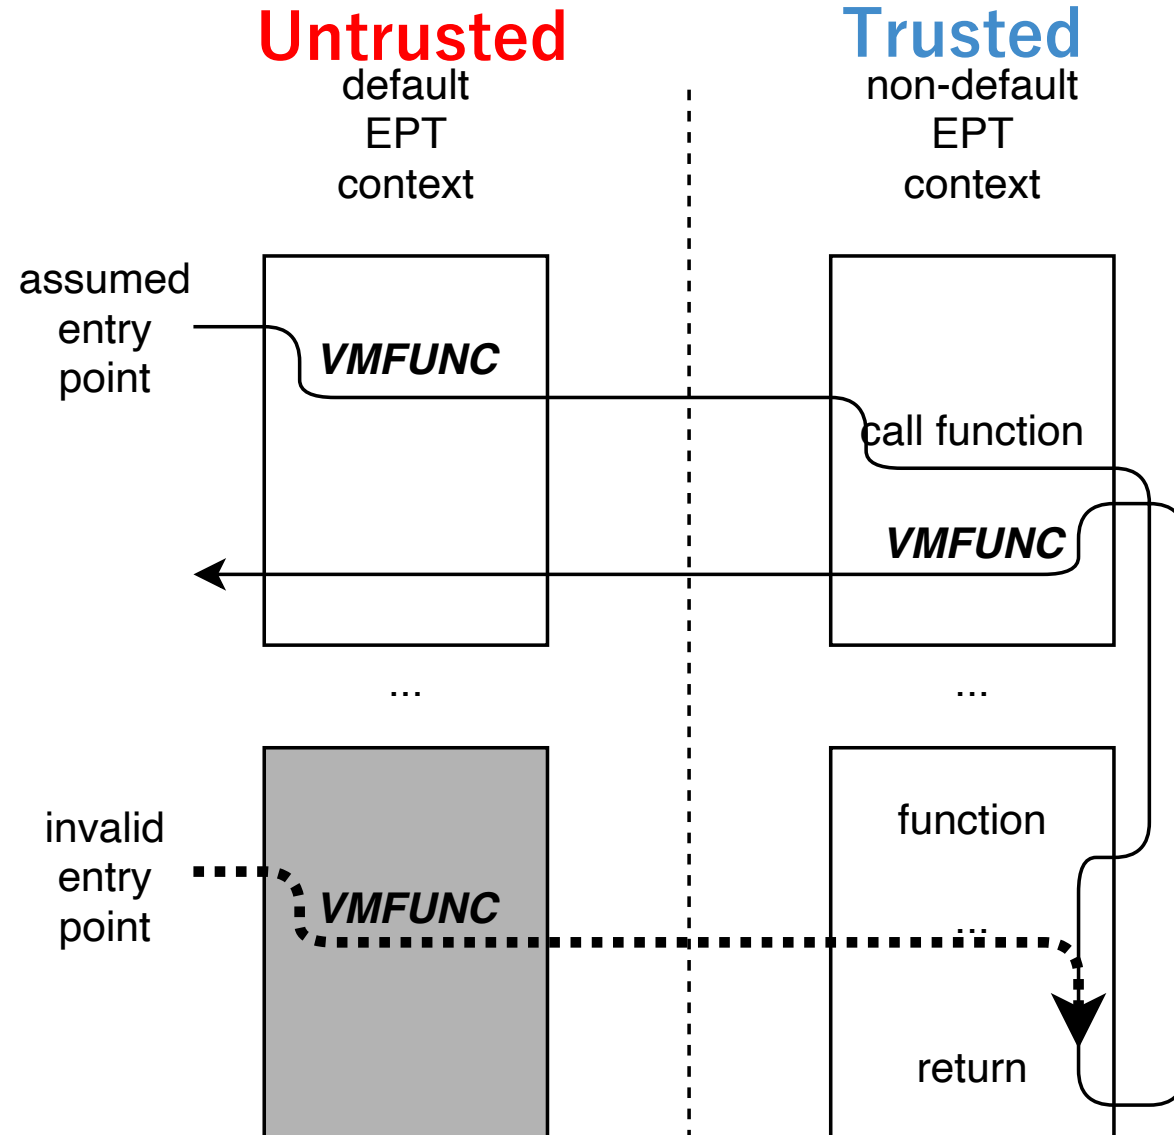 Untrusted
default
EPT
context
Trusted
non-default
EPT
context
assumed
entry
point
VMFUNC
call function
VMFUNC
...
...
invalid
entry
point
VMFUNC
function
...
return